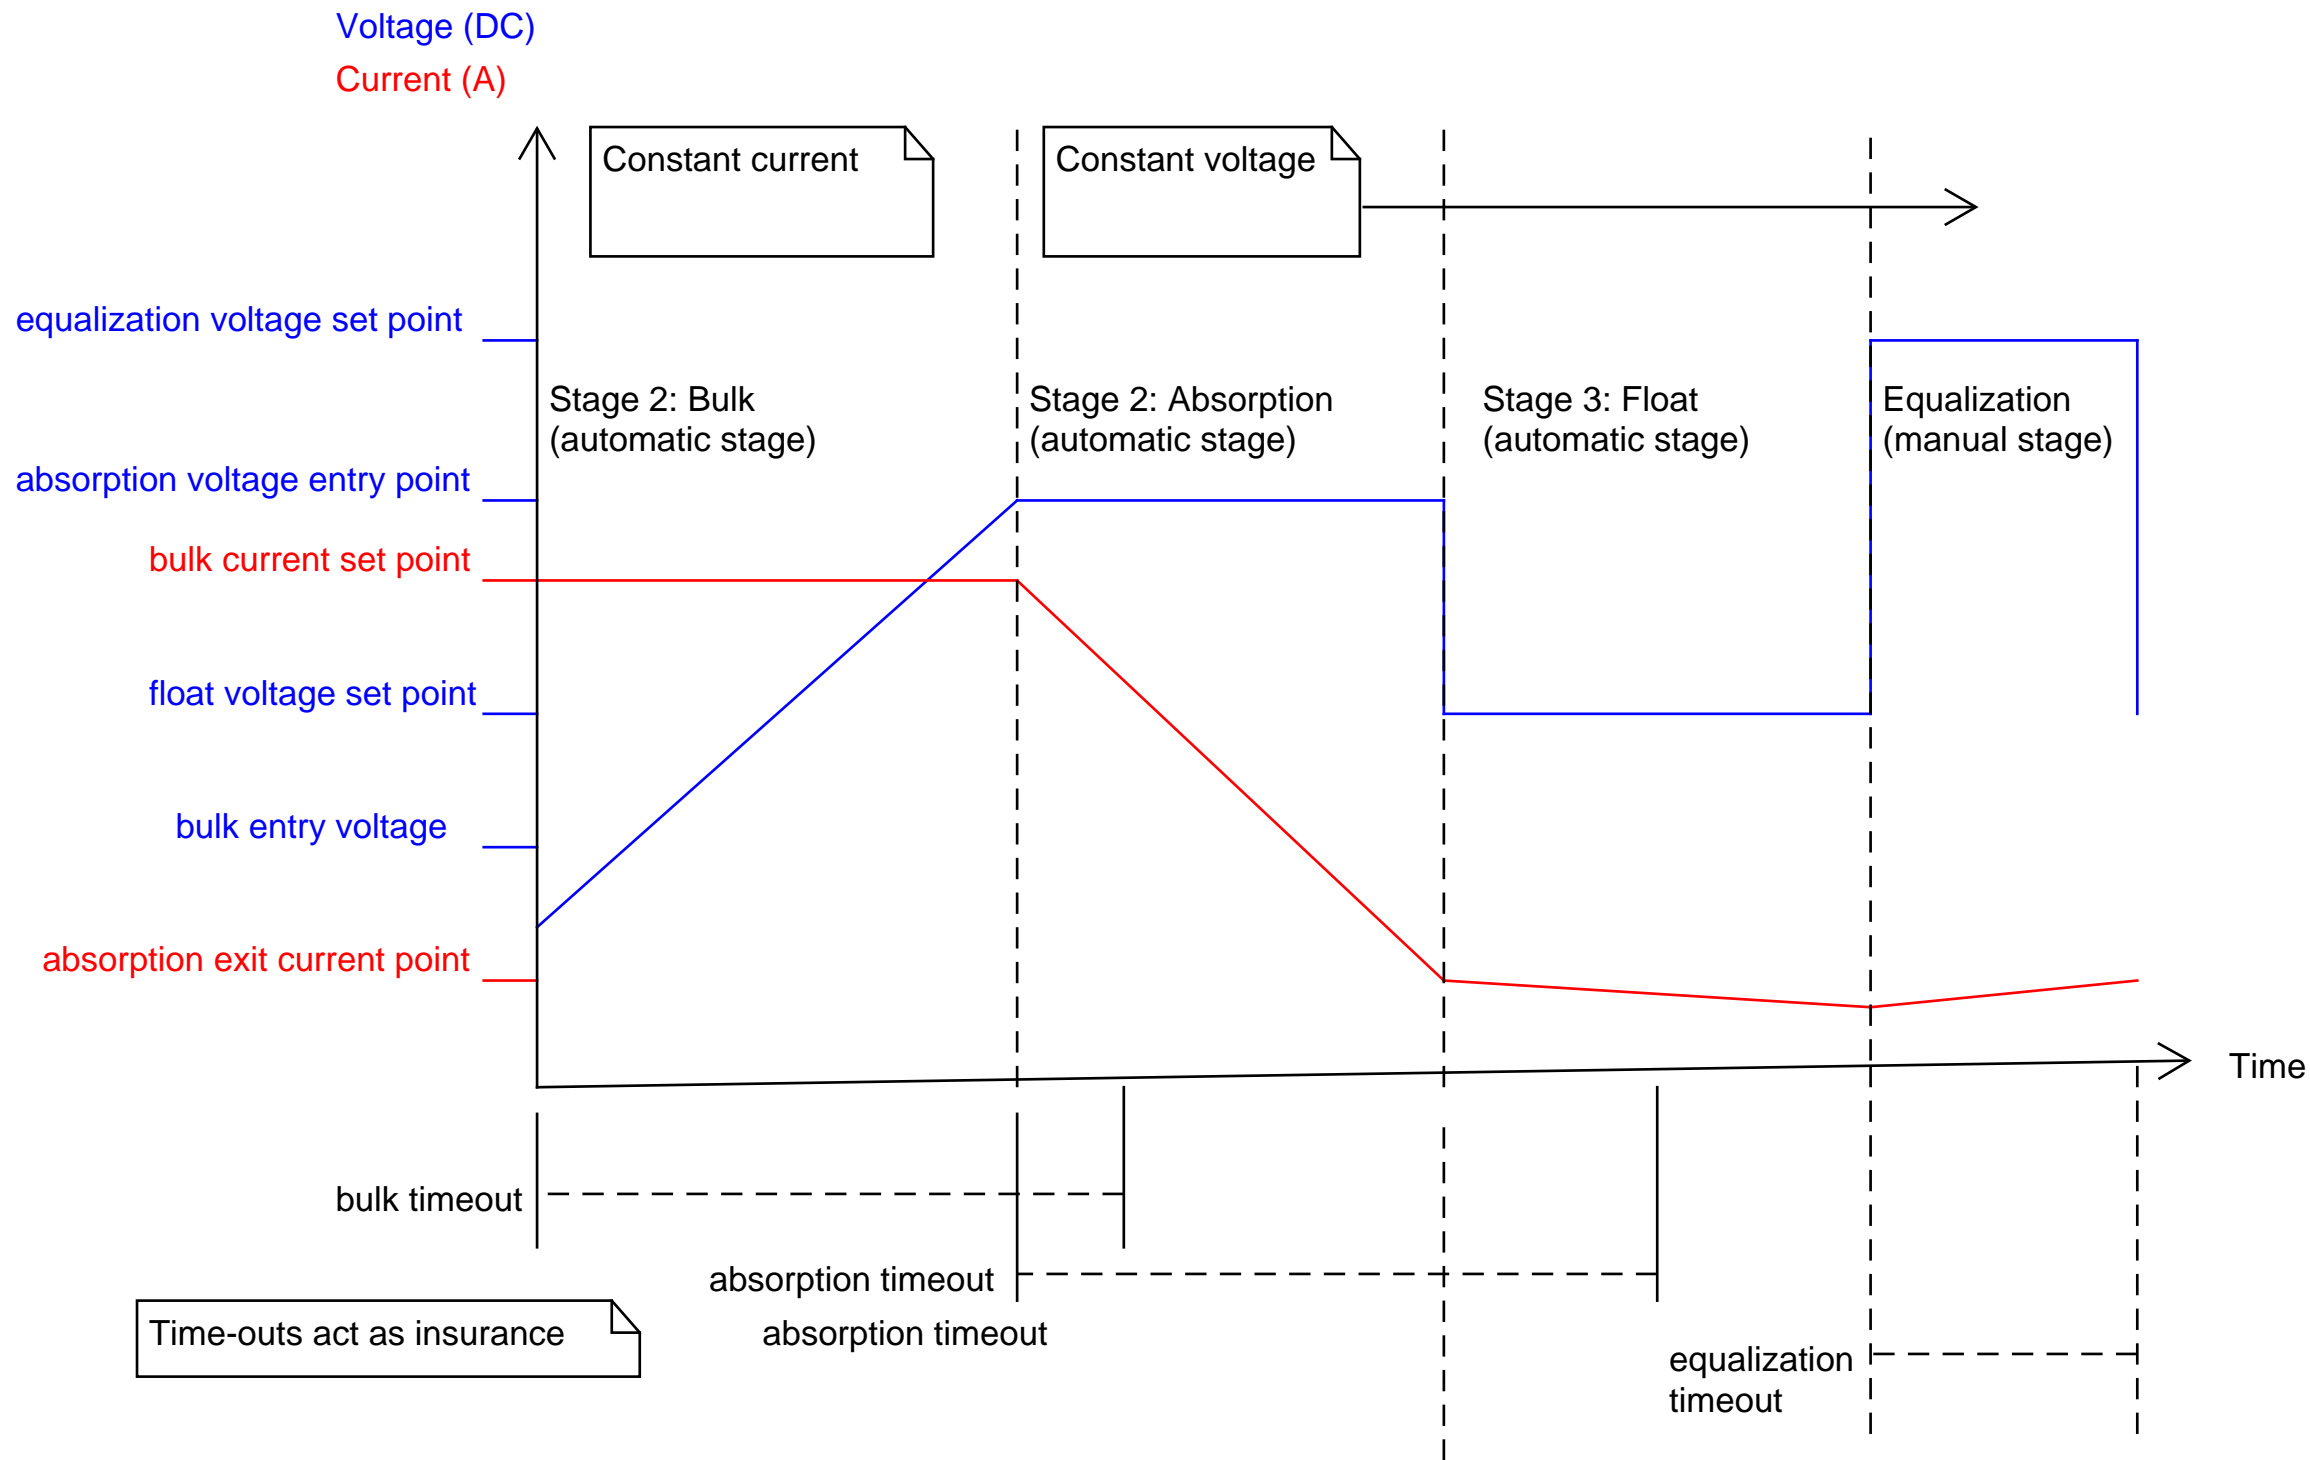 Voltage (DC)
Current (A)
Constant current
Constant voltage
equalization voltage set point
Stage 2: Bulk
(automatic stage)
Stage 2: Absorption
(automatic stage)
Stage 3: Float
(automatic stage)
Equalization
(manual stage)
absorption voltage entry point
bulk current set point
float voltage set point
bulk entry voltage
absorption exit current point
Time
bulk timeout
absorption timeout
Time-outs act as insurance
absorption timeout
equalization
timeout